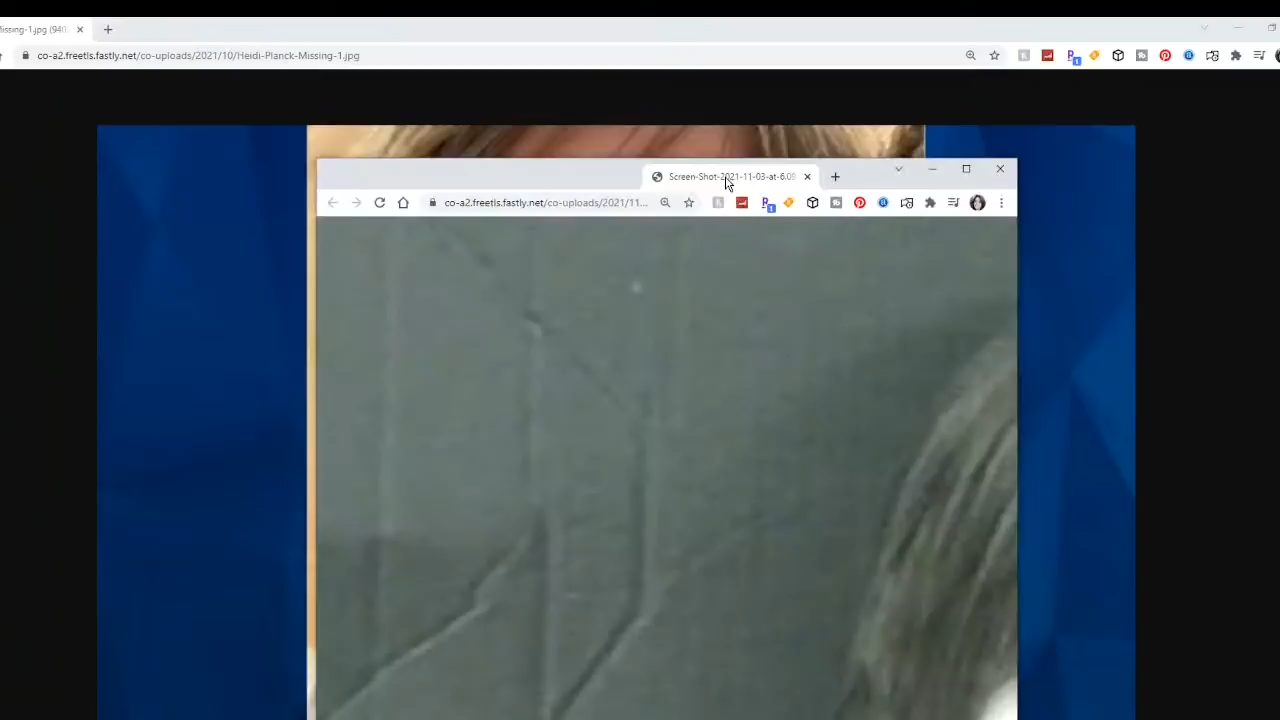 issing-1.jpg (940
co-a2.freetls.fastly.net/co-uploads/2021/10/Heidi-Planck-Missing-1.jpg
Screen-Shot-2021-11-03-at-6.09
co-a2.freetls.fastly.net/co-uploads/2021/11...